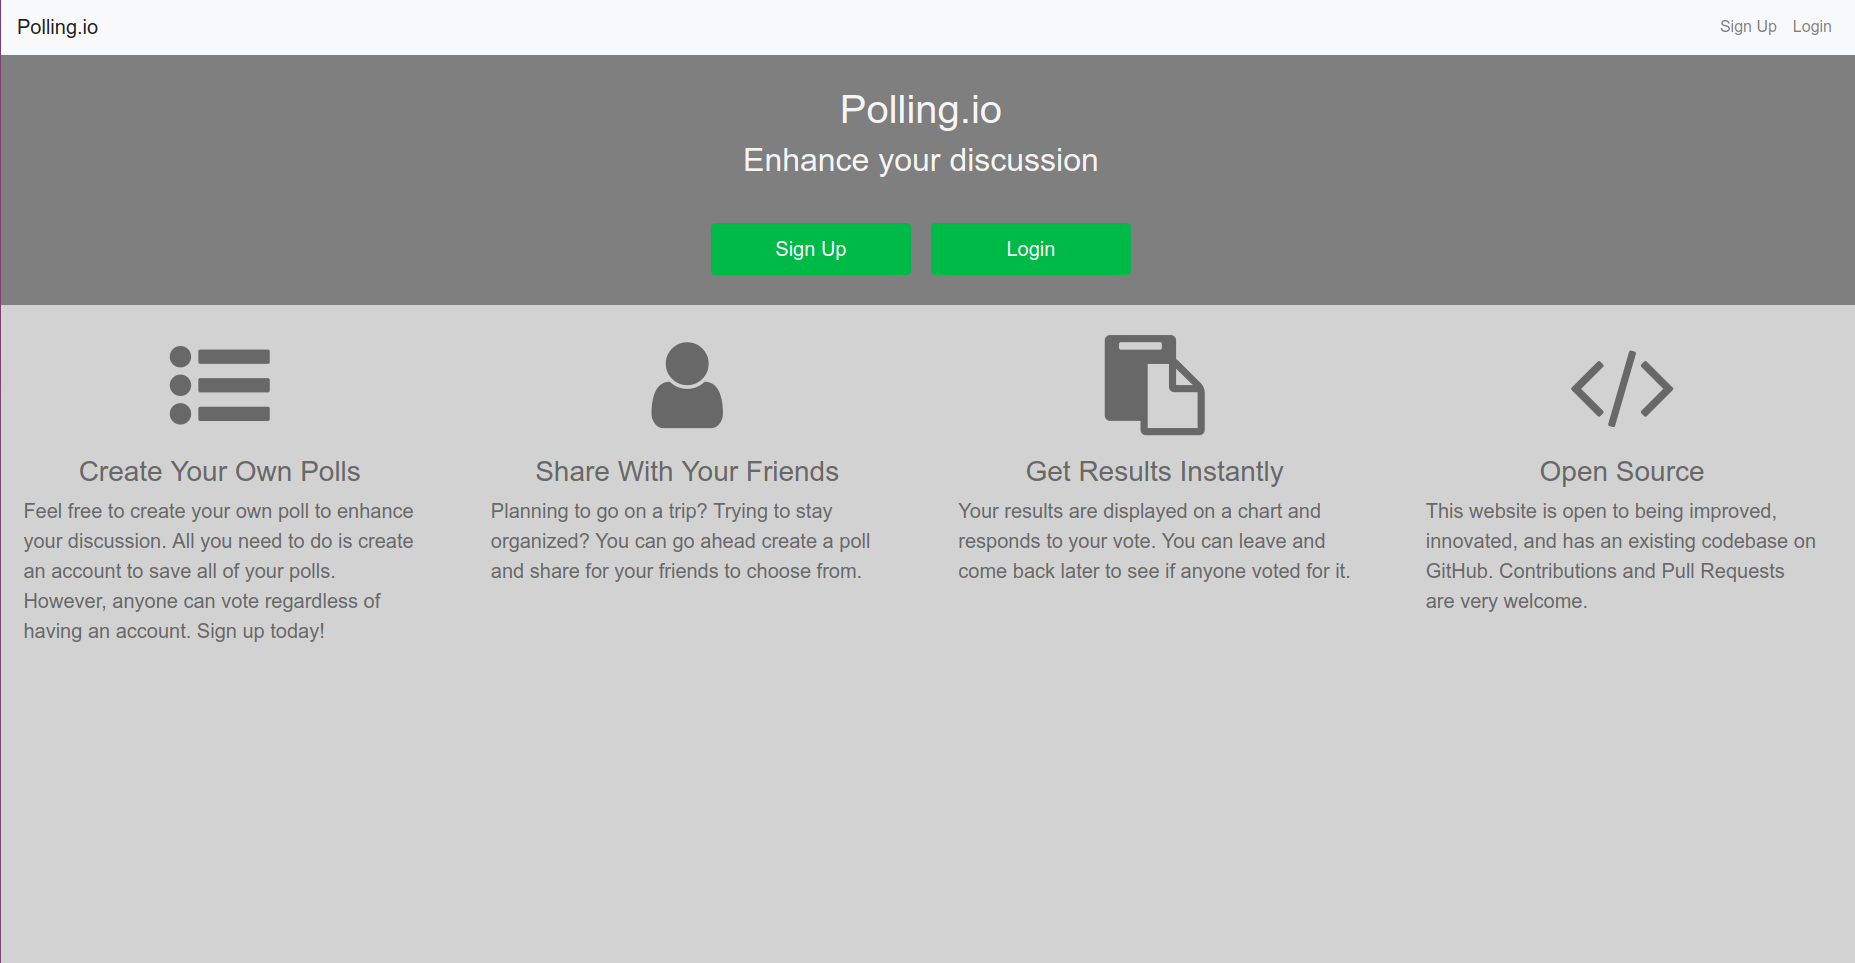 Polling.io
Sign Up
Login
Polling.io
Enhance your discussion
Sign Up
Login
Create Your Own Polls
Feel free to create your own poll to enhance
your discussion. All you need to do is create
an account to save all of your polls.
However, anyone can vote regardless of
having an account. Sign up today!
Share With Your Friends
Planning to go on a trip? Trying to stay
organized? You can go ahead create a poll
and share for your friends to choose from.
Get Results Instantly
Your results are displayed on a chart and
responds to your vote. You can leave and
come back later to see if anyone voted for it.
Open Source
This website is open to being improved,
innovated, and has an existing codebase on
GitHub. Contributions and Pull Requests
are very welcome.